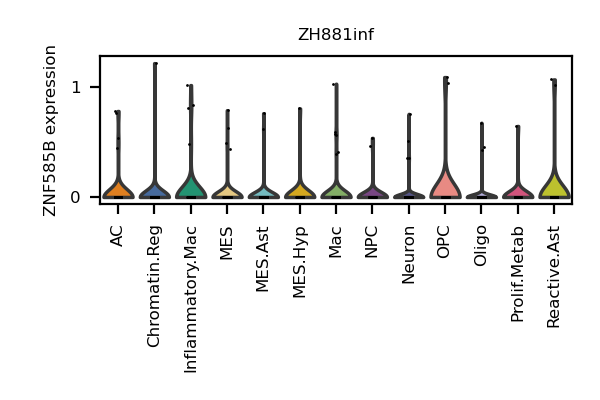 ZH881inf
ZNF585B expression
1
0
AC
Chromatin.Reg
Inflammatory.Mac
MES
MES.Ast
MES.Hyp
Mac
NPC
Neuron
OPC
Oligo
Prolif.Metab
Reactive.Ast